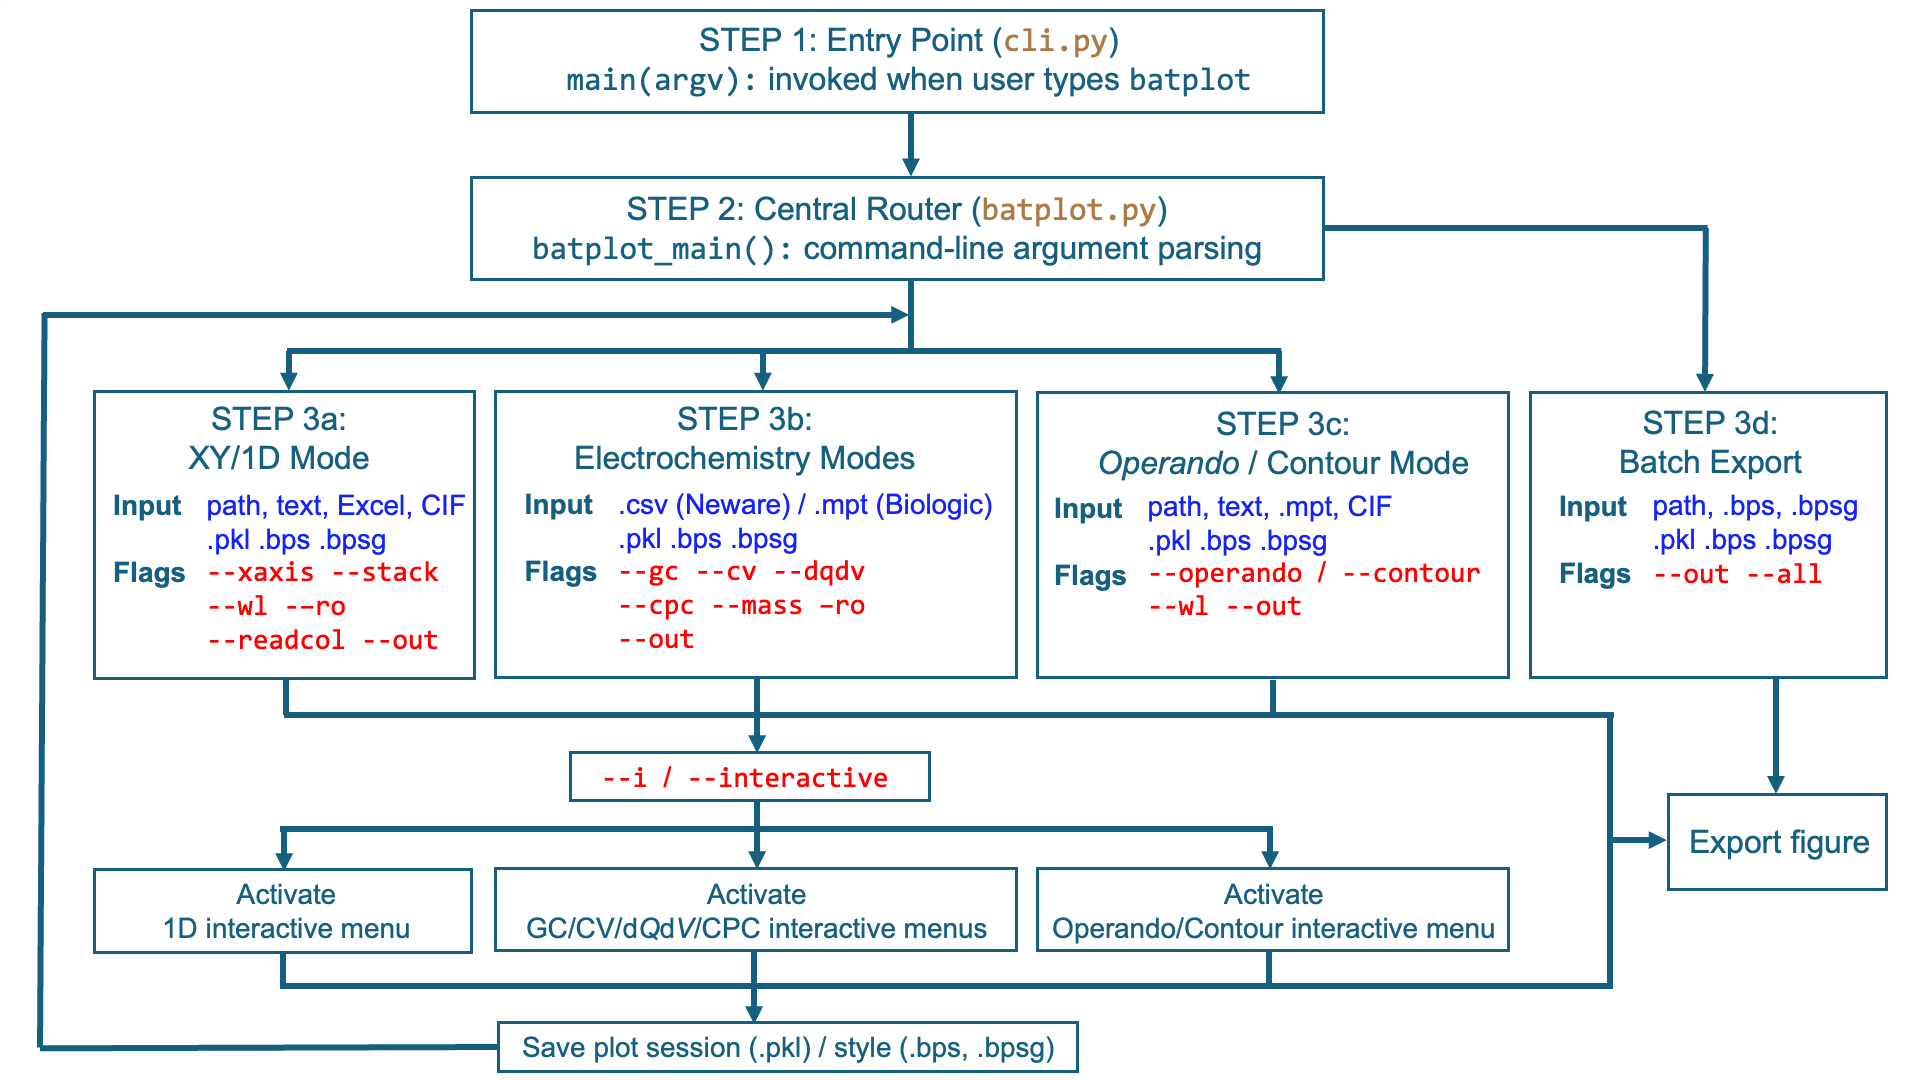 STEP 1: Entry Point (cli.py)
main(argv): invoked when user types batplot
STEP 2: Central Router (batplot.py)
batplot_main(): command-line argument parsing
STEP 3a:
XY/1D Mode
Input path, text, Excel, CIF
.pkl .bps .bpsg
Flags --xaxis --stack
--wl --ro
--readcol --out
STEP 3b:
Electrochemistry Modes
Input .csv (Neware) / .mpt (Biologic)
.pkl .bps .bpsg
Flags --gc --cv --dqdv
--cpc --mass –ro
--out
STEP 3c:
Operando / Contour Mode
Input path, text, .mpt, CIF
.pkl .bps .bpsg
Flags --operando / --contour
--wl --out
STEP 3d:
Batch Export
Input path, .bps, .bpsg
.pkl .bps .bpsg
Flags --out --all
--i / --interactive
Export figure
Activate
1D interactive menu
Activate
GC/CV/dQdV/CPC interactive menus
Activate
Operando/Contour interactive menu
Save plot session (.pkl) / style (.bps, .bpsg)